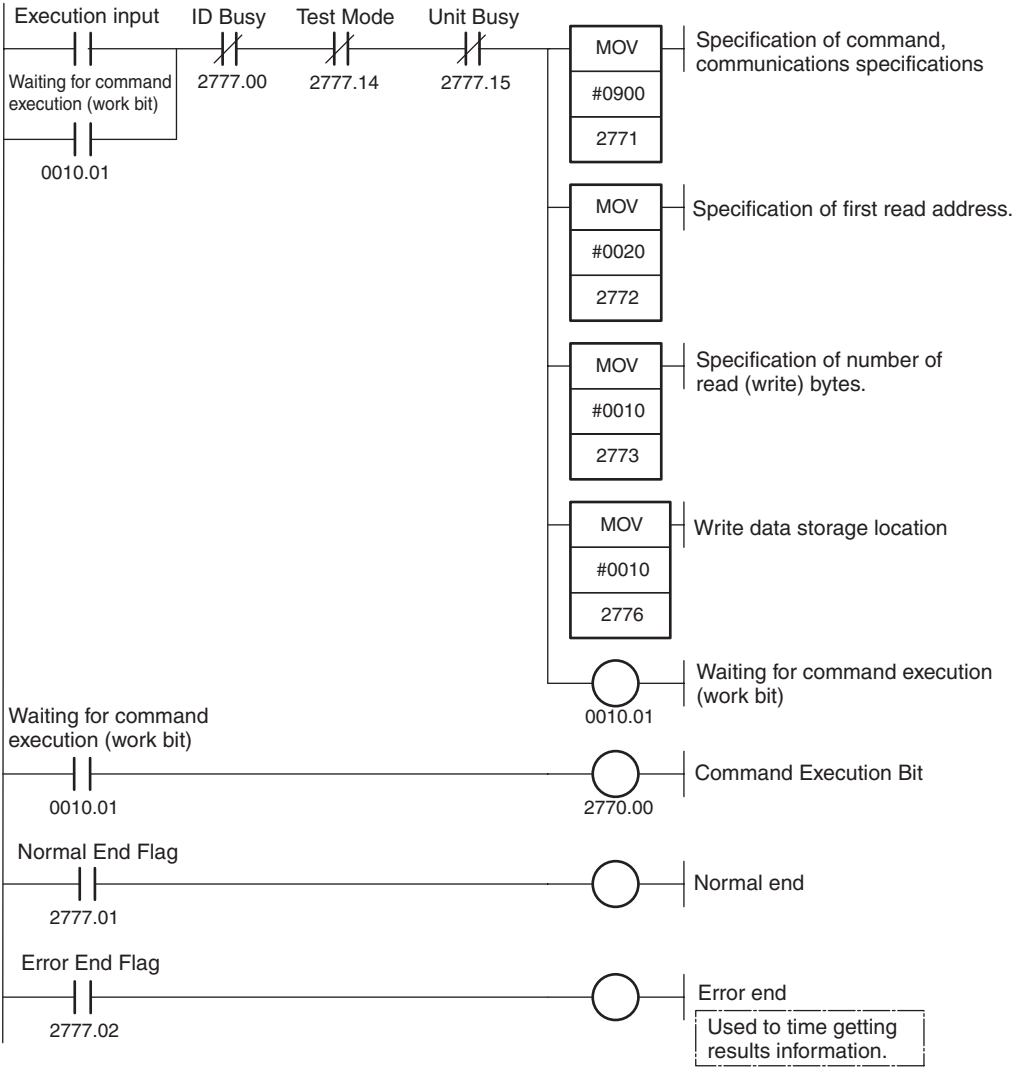 Execution input
ID Busy
Test Mode
Unit Busy
2777.00
2777.14
2777.15
Waiting for command
execution (work bit)
0010.01
MOV
#0900
2771
Specification of command,
communications specifications
MOV
#0020
2772
Specification of first read address.
MOV
#0010
2773
Specification of number of
read (write) bytes.
MOV
#0010
2776
Write data storage location
0010.01
Waiting for command execution
(work bit)
Waiting for command
execution (work bit)
0010.01
2770.00
Command Execution Bit
Normal End Flag
2777.01
Normal end
Error End Flag
2777.02
Error end
Used to time getting
results information.